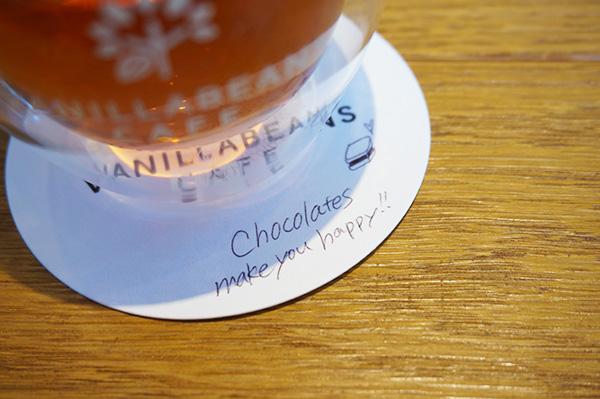 VANILLABEANS
CAFE
VANILLABEANS
CAFE
Chocolates
make you happy!!